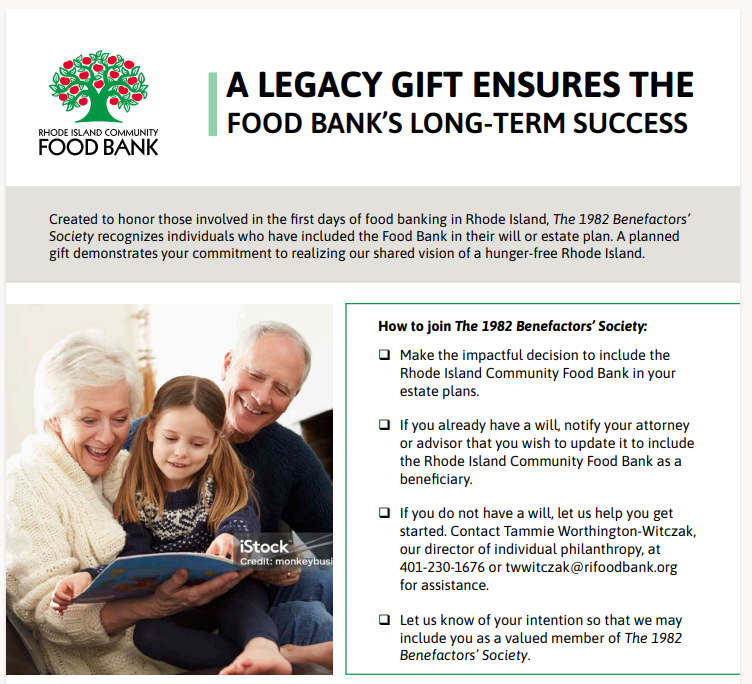 RHODE ISLAND COMMUNITY
FOOD BANK
A LEGACY GIFT ENSURES THE
FOOD BANK’S LONG-TERM SUCCESS
Created to honor those involved in the first days of food banking in Rhode Island, The 1982 Benefactors’
Society recognizes individuals who have included the Food Bank in their will or estate plan. A planned
gift demonstrates your commitment to realizing our shared vision of a hunger-free Rhode Island.
iStock
Credit: monkeybusi
How to join The 1982 Benefactors’ Society:
❑ Make the impactful decision to include the
Rhode Island Community Food Bank in your
estate plans.
❑ If you already have a will, notify your attorney
or advisor that you wish to update it to include
the Rhode Island Community Food Bank as a
beneficiary.
❑ If you do not have a will, let us help you get
started. Contact Tammie Worthington-Witczak,
our director of individual philanthropy, at
401-230-1676 or twwitczak@rifoodbank.org
for assistance.
❑ Let us know of your intention so that we may
include you as a valued member of The 1982
Benefactors’ Society.